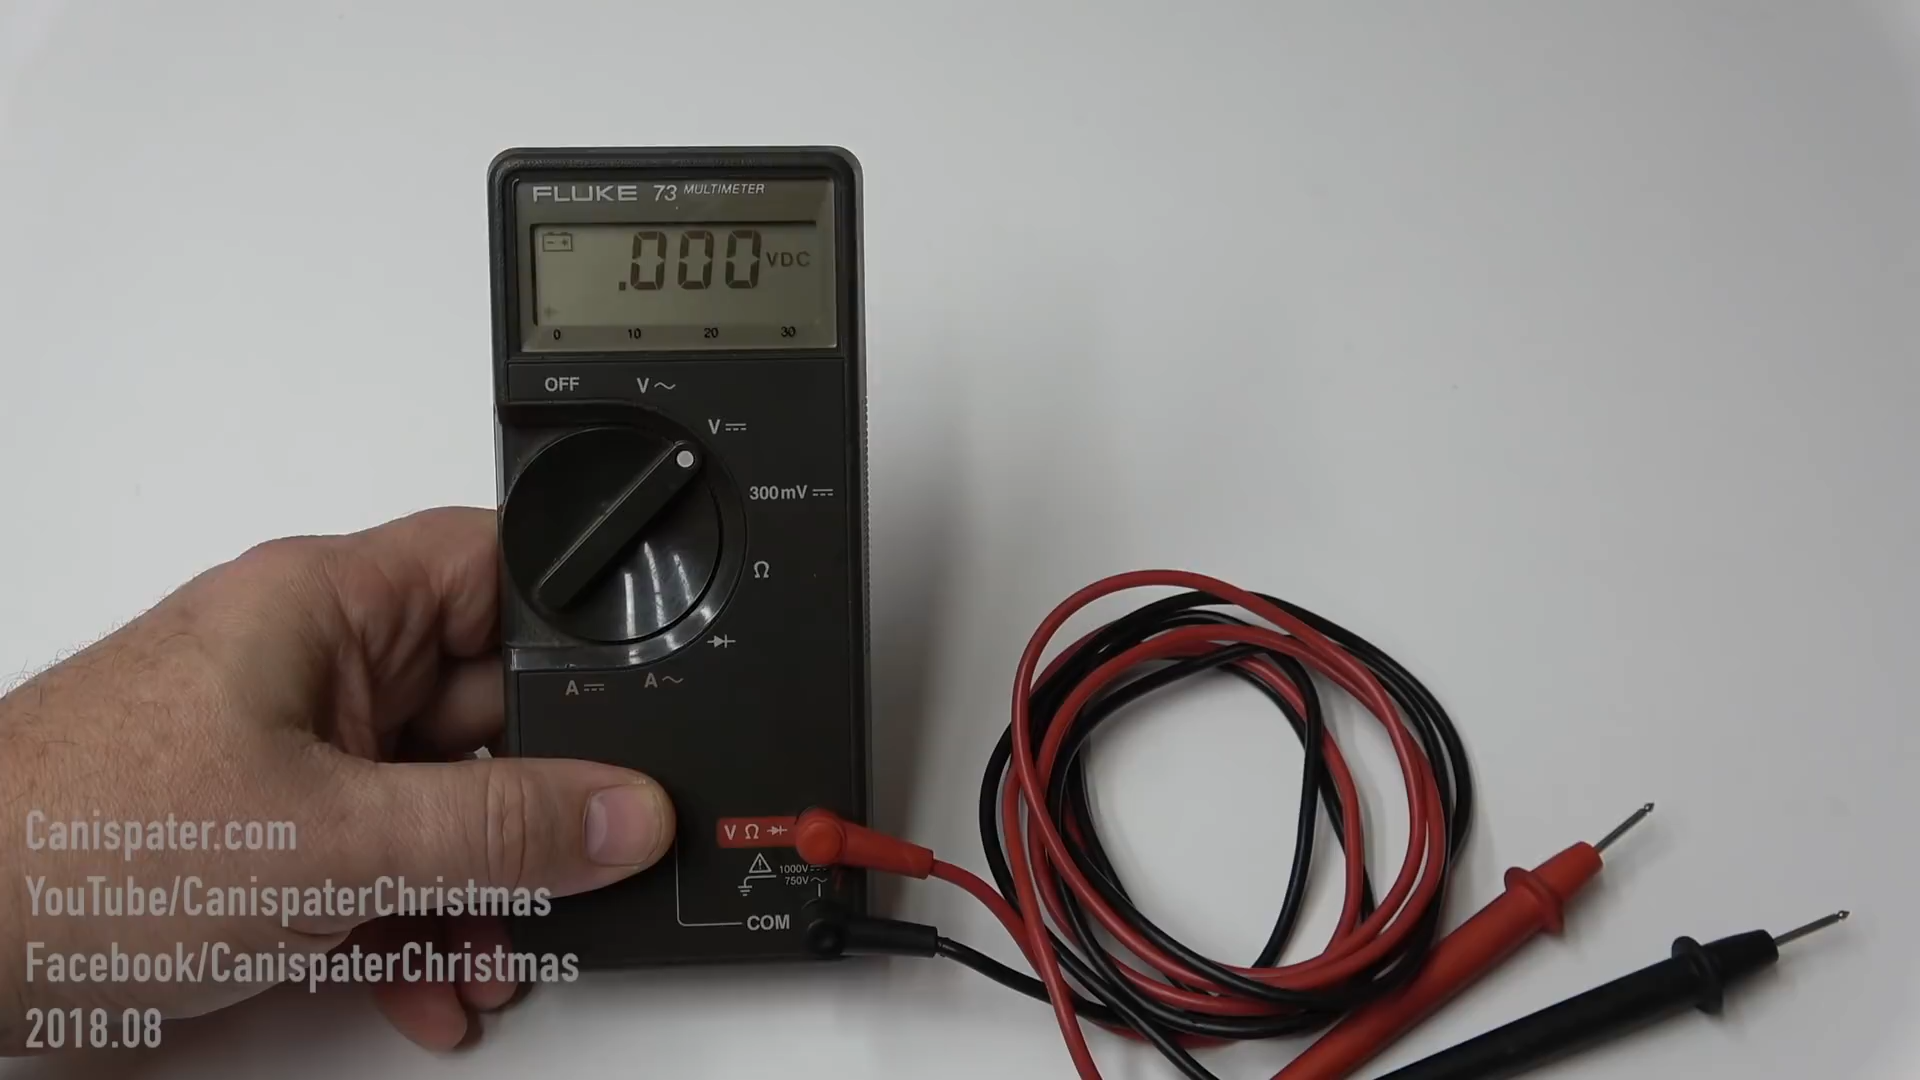 FLUKE 73 MULTIMETER
.000 VDC
0 10 20 30
OFF V~
V⎓
300mV⎓
Ω
A⎓ A~
V Ω
1000V⎓
750V~
COM
Canispater.com
YouTube/CanispaterChristmas
Facebook/CanispaterChristmas
2018.08